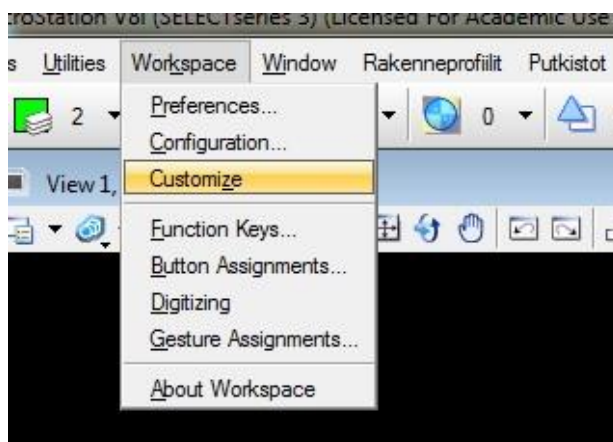 MicroStation V8i (SELECTseries 3) (Licensed For Academic Use
s Utilities Workspace Window Rakenneprofiilit Putkistot
2 0
View 1,
Preferences...
Configuration...
Customize
Function Keys...
Button Assignments...
Digitizing
Gesture Assignments...
About Workspace